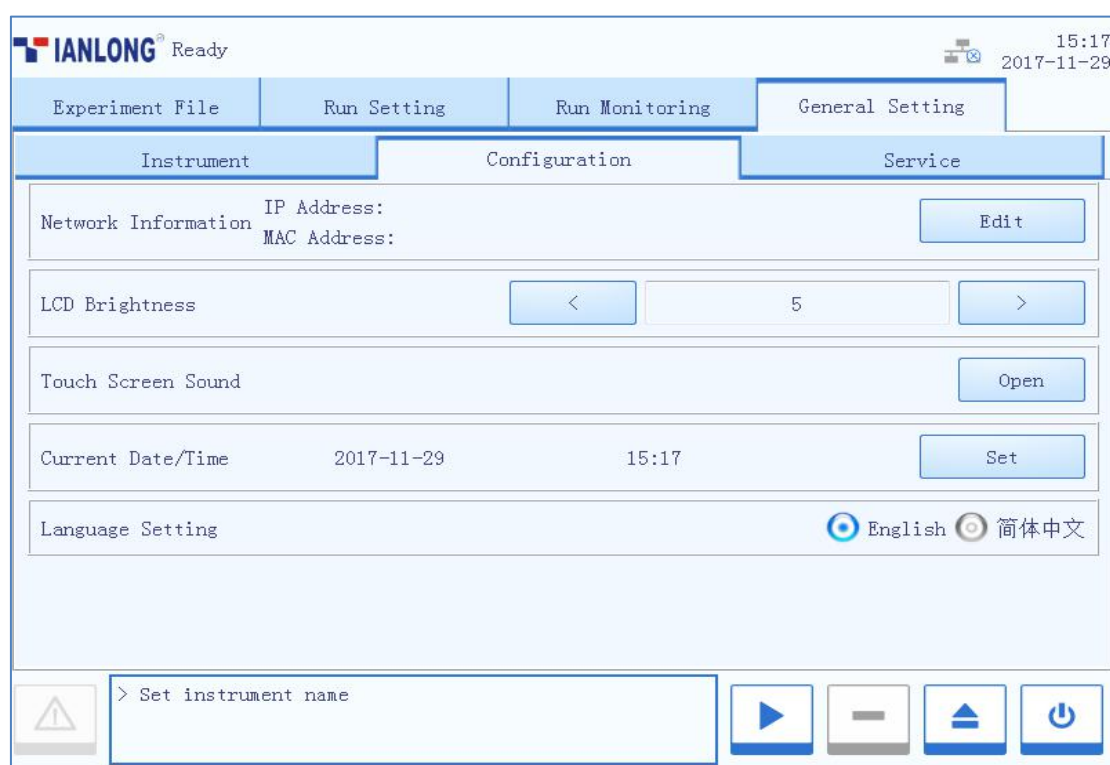 TIANLONG® Ready
15:17
2017-11-29
Experiment File Run Setting Run Monitoring General Setting
Instrument Configuration Service
Network Information
IP Address:
MAC Address:
Edit
LCD Brightness < 5 >
Touch Screen Sound Open
Current Date/Time 2017-11-29 15:17 Set
Language Setting English 简体中文
> Set instrument name